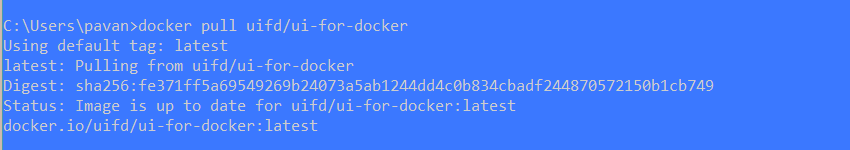 C:\Users\pavan>docker pull uifd/ui-for-docker
Using default tag: latest
latest: Pulling from uifd/ui-for-docker
Digest: sha256:fe371ff5a69549269b24073a5ab1244dd4c0b834cbadf244870572150b1cb749
Status: Image is up to date for uifd/ui-for-docker:latest
docker.io/uifd/ui-for-docker:latest